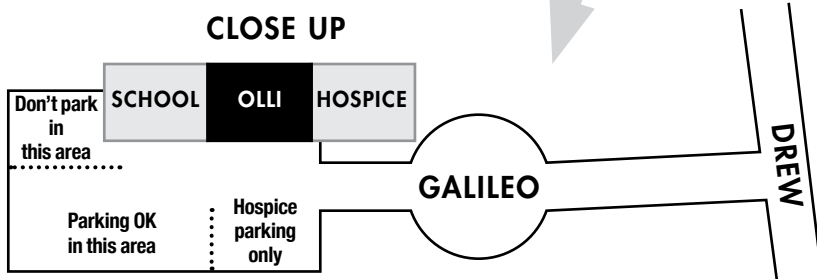 CLOSE UP
Don't park
in
this area
SCHOOL
OLLI
HOSPICE
GALILEO
DREW
Parking OK
in this area
Hospice
parking
only